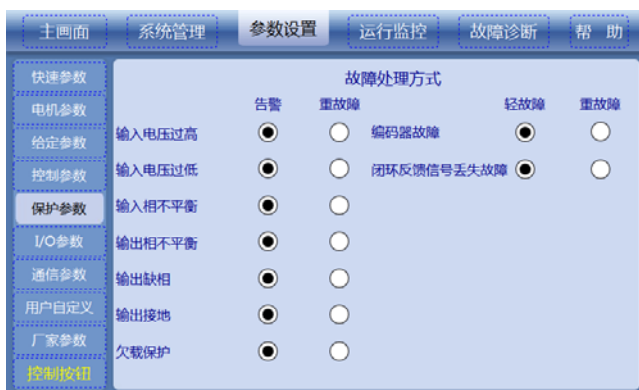 主画面 系统管理 参数设置 运行监控 故障诊断 帮 助
快速参数
电机参数
给定参数
控制参数
保护参数
I/O参数
通信参数
用户自定义
厂家参数
控制按钮
故障处理方式
告警 重故障 轻故障 重故障
输入电压过高 编码器故障
输入电压过低 闭环反馈信号丢失故障
输入相不平衡
输出相不平衡
输出缺相
输出接地
欠载保护